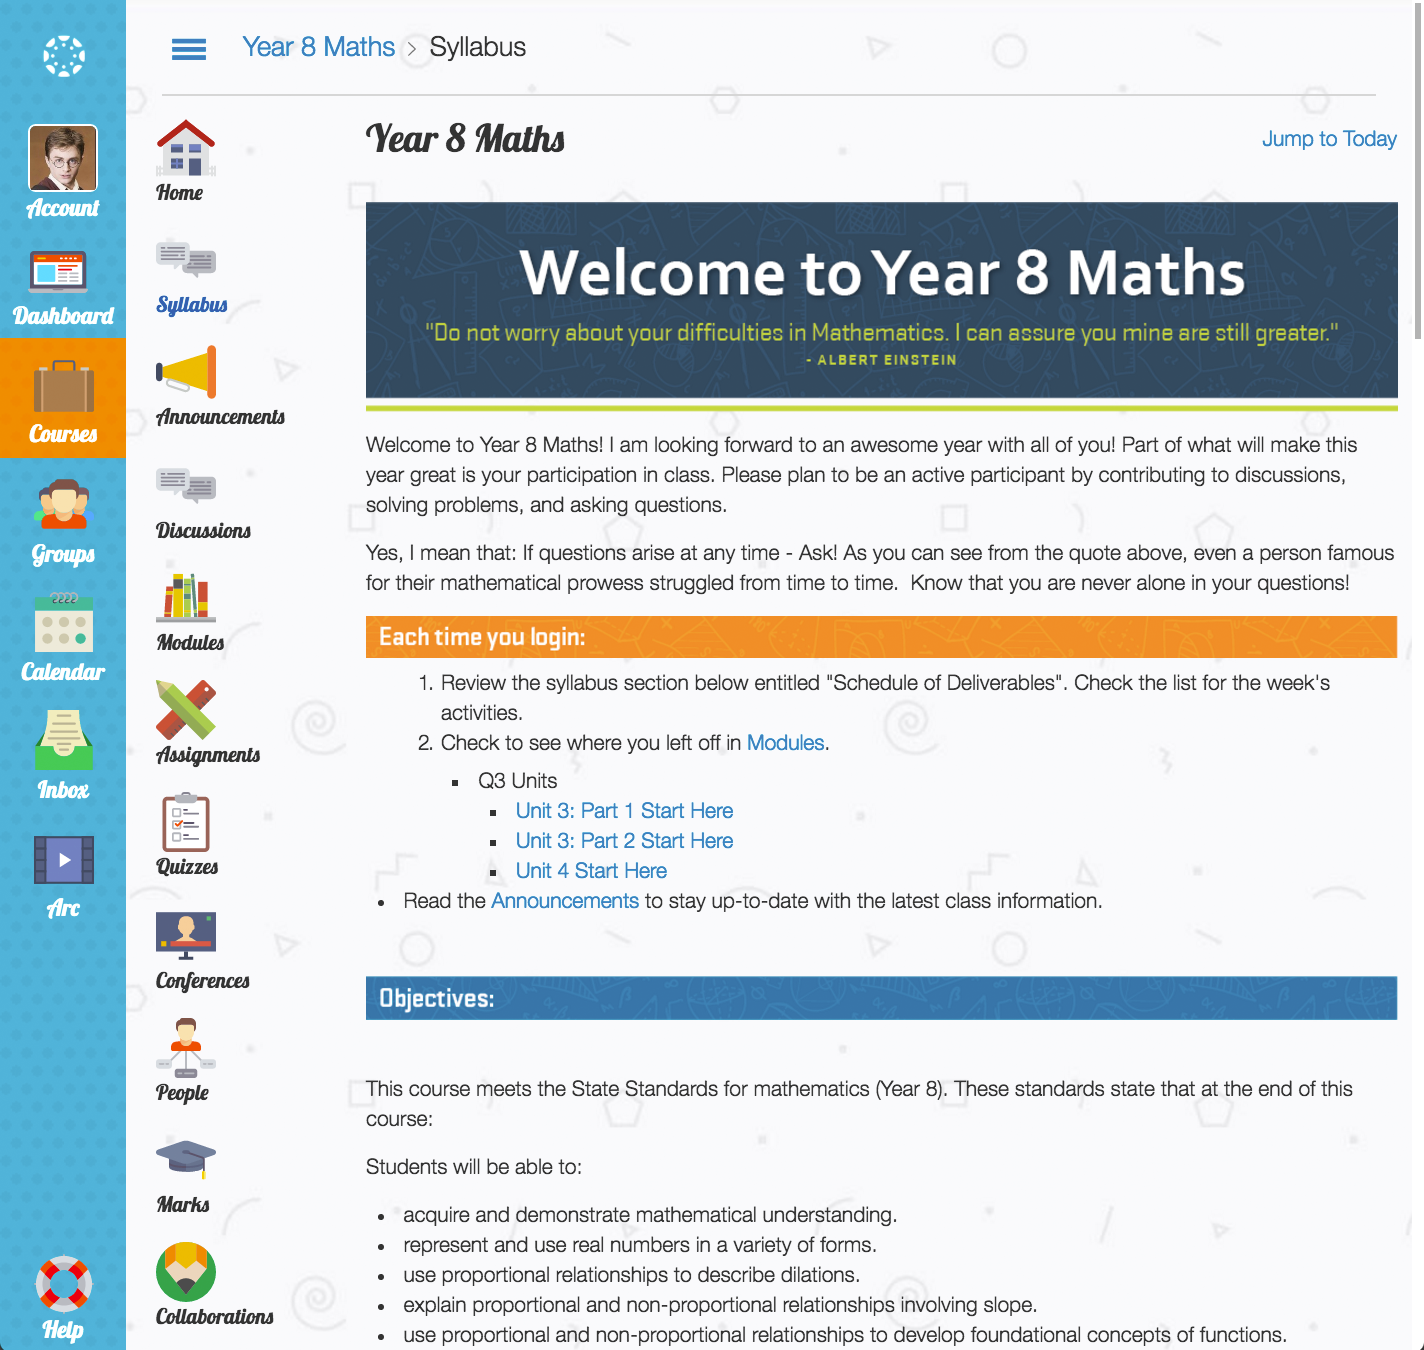 Year 8 Maths > Syllabus
Account
Dashboard
Courses
Groups
Calendar
Inbox
Arc
Help
Home
Syllabus
Announcements
Discussions
Modules
Assignments
Quizzes
Conferences
People
Marks
Collaborations
Year 8 Maths
Jump to Today
Welcome to Year 8 Maths
"Do not worry about your difficulties in Mathematics. I can assure you mine are still greater."
- ALBERT EINSTEIN
Welcome to Year 8 Maths! I am looking forward to an awesome year with all of you! Part of what will make this
year great is your participation in class. Please plan to be an active participant by contributing to discussions,
solving problems, and asking questions.
Yes, I mean that: If questions arise at any time - Ask! As you can see from the quote above, even a person famous
for their mathematical prowess struggled from time to time.  Know that you are never alone in your questions!
Each time you login:
1. Review the syllabus section below entitled "Schedule of Deliverables". Check the list for the week's
activities.
2. Check to see where you left off in Modules.
▪ Q3 Units
▪ Unit 3: Part 1 Start Here
▪ Unit 3: Part 2 Start Here
▪ Unit 4 Start Here
• Read the Announcements to stay up-to-date with the latest class information.
Objectives:
This course meets the State Standards for mathematics (Year 8). These standards state that at the end of this
course:
Students will be able to:
• acquire and demonstrate mathematical understanding.
• represent and use real numbers in a variety of forms.
• use proportional relationships to describe dilations.
• explain proportional and non-proportional relationships involving slope.
• use proportional and non-proportional relationships to develop foundational concepts of functions.